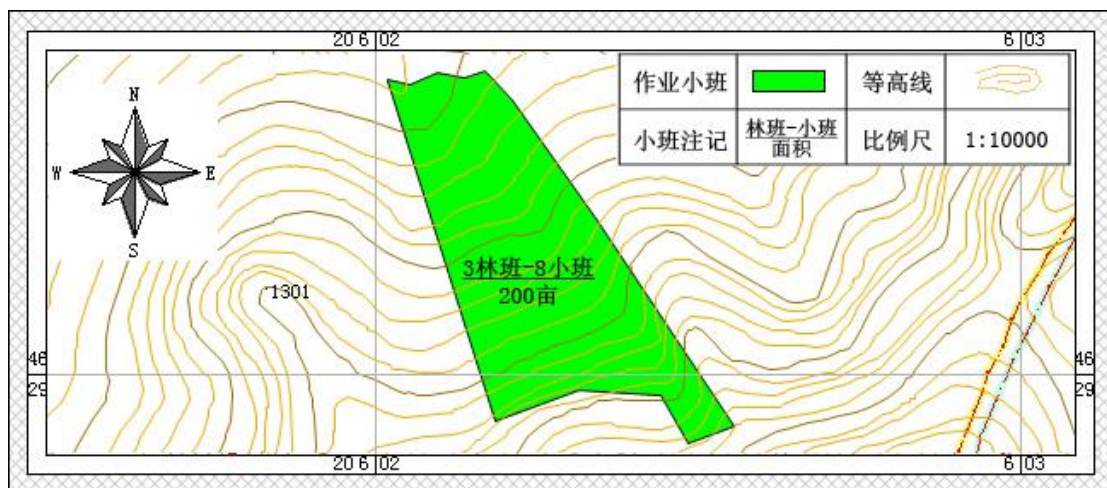 20 6 02
6 03
N
W
E
S
作业小班
等高线
小班注记
林班-小班
面积
比例尺
1:10000
3林班-8小班
200亩
1301
46
29
46
29
20 6 02
6 03